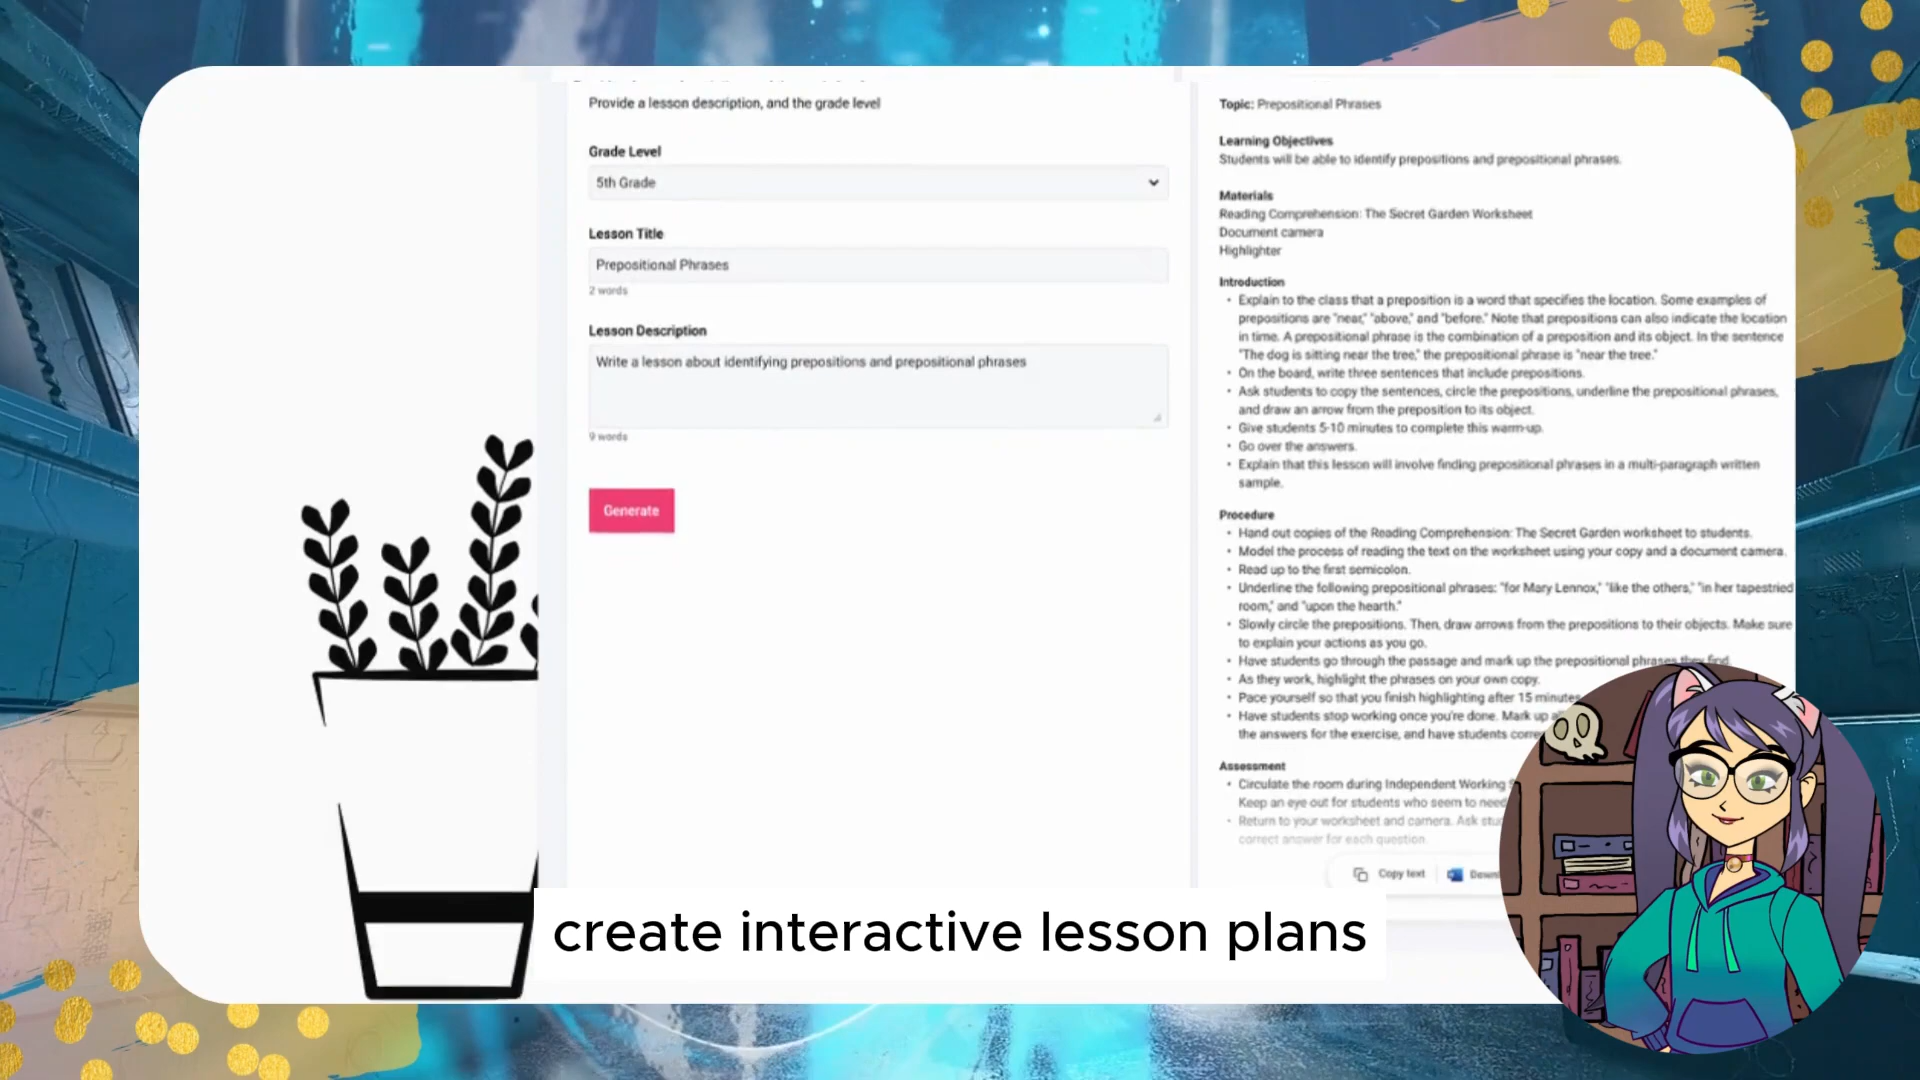 Provide a lesson description, and the grade level
Grade Level
5th Grade
Lesson Title
Prepositional Phrases
2 words
Lesson Description
Write a lesson about identifying prepositions and prepositional phrases
9 words
Generate
Topic: Prepositional Phrases
Learning Objectives
Students will be able to identify prepositions and prepositional phrases.
Materials
Reading Comprehension: The Secret Garden Worksheet
Document camera
Highlighter
Introduction
• Explain to the class that a preposition is a word that specifies the location. Some examples of
prepositions are "near," "above," and "before." Note that prepositions can also indicate the location
in time. A prepositional phrase is the combination of a preposition and its object. In the sentence
"The dog is sitting near the tree," the prepositional phrase is "near the tree."
• On the board, write three sentences that include prepositions.
• Ask students to copy the sentences, circle the prepositions, underline the prepositional phrases,
and draw an arrow from the preposition to its object.
• Give students 5-10 minutes to complete this warm-up.
• Go over the answers.
• Explain that this lesson will involve finding prepositional phrases in a multi-paragraph written
sample.
Procedure
• Hand out copies of the Reading Comprehension: The Secret Garden worksheet to students.
• Model the process of reading the text on the worksheet using your copy and a document camera.
• Read up to the first semicolon.
• Underline the following prepositional phrases: "for Mary Lennox," "like the others," "in her tapestried
room," and "upon the hearth."
• Slowly circle the prepositions. Then, draw arrows from the prepositions to their objects. Make sure
to explain your actions as you go.
• Have students go through the passage and mark up the prepositional phrases they find.
• As they work, highlight the phrases on your own copy.
• Pace yourself so that you finish highlighting after 15 minutes
• Have students stop working once you're done. Mark up
the answers for the exercise, and have students
Assessment
• Circulate the room during Independent Working
Keep an eye out for students who seem to need
• Return to your worksheet and camera. Ask
correct answer for each question.
Copy text
create interactive lesson plans